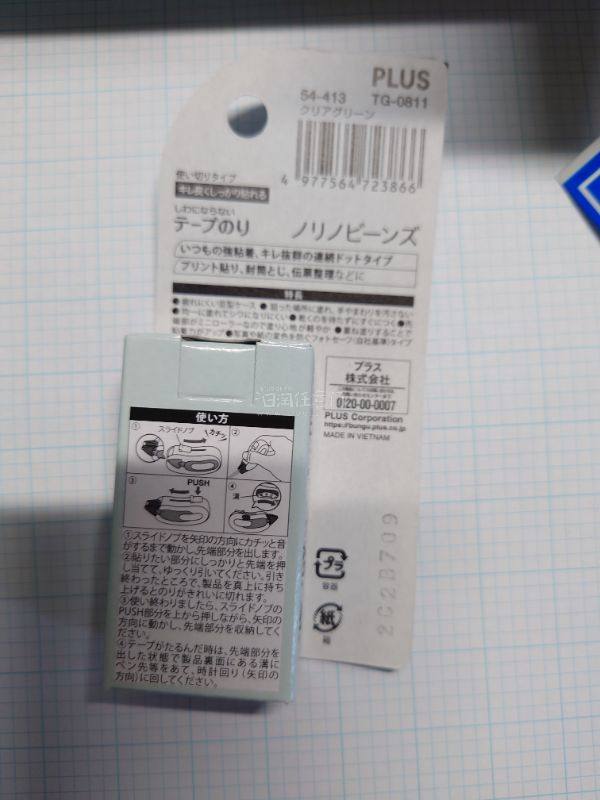 PLUS
54-413 TG-0811
クリアグリーン
4 977564 723866
使い切りタイプ
キレ良くしっかり貼れる
しわにならない
テープのり ノリノビーンズ
いつもの強粘着、キレ抜群の連続ドットタイプ
プリント貼り、封筒とじ、伝票整理などに
特長
プラス
株式会社
0120-00-0007
PLUS Corporation
https://bungu.plus.co.jp
MADE IN VIETNAM
プラ
容器
紙
箱
2C2B709
使い方
① スライドノブ カチッ ②
③ PUSH ④ 溝
①スライドノブを矢印の方向にカチッと音
がするまで動かし、先端部分を出します。
②貼りたい部分にしっかりと先端を押
し当てて、ゆっくり引いてください。引き
終わったところで、製品を真上に持ち
上げるとのりがきれいに切れます。
③使い終わりましたら、スライドノブの
PUSH部分を上から押しながら、矢印の
方向に動かし、先端部分を収納してく
ださい。
④テープがたるんだ時は、先端部分を
出した状態で製品裏面にある溝に
ペン先等をあて、時計回り(矢印の
方向)に回してください。